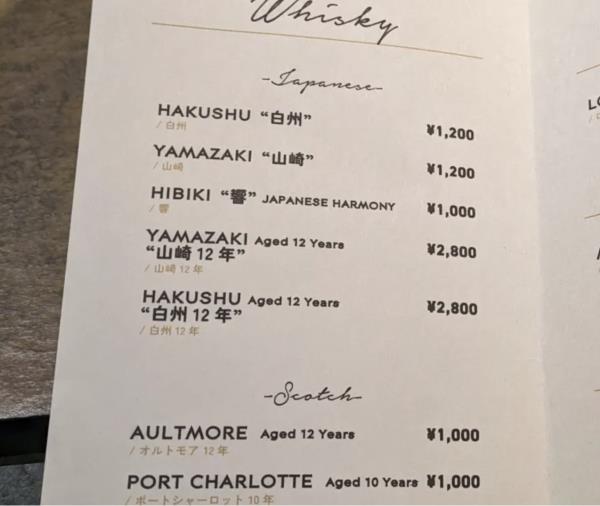 Whisky
-Japanese-
HAKUSHU “白州” ¥1,200
/ 白州
YAMAZAKI “山崎” ¥1,200
/ 山崎
HIBIKI “響” JAPANESE HARMONY ¥1,000
/ 響
YAMAZAKI Aged 12 Years ¥2,800
“山崎 12 年”
/ 山崎 12 年
HAKUSHU Aged 12 Years ¥2,800
“白州 12 年”
/ 白州 12 年
-Scotch-
AULTMORE Aged 12 Years ¥1,000
/ オルトモア 12 年
PORT CHARLOTTE Aged 10 Years ¥1,000
/ ポートシャーロット 10 年